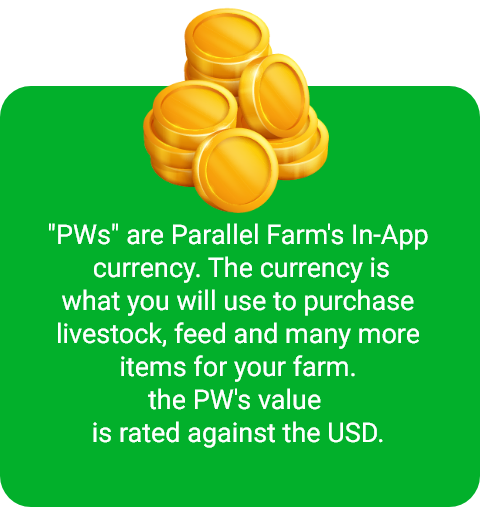 "PWs" are Parallel Farm's In-App
currency. The currency is
what you will use to purchase
livestock, feed and many more
items for your farm.
the PW's value
is rated against the USD.